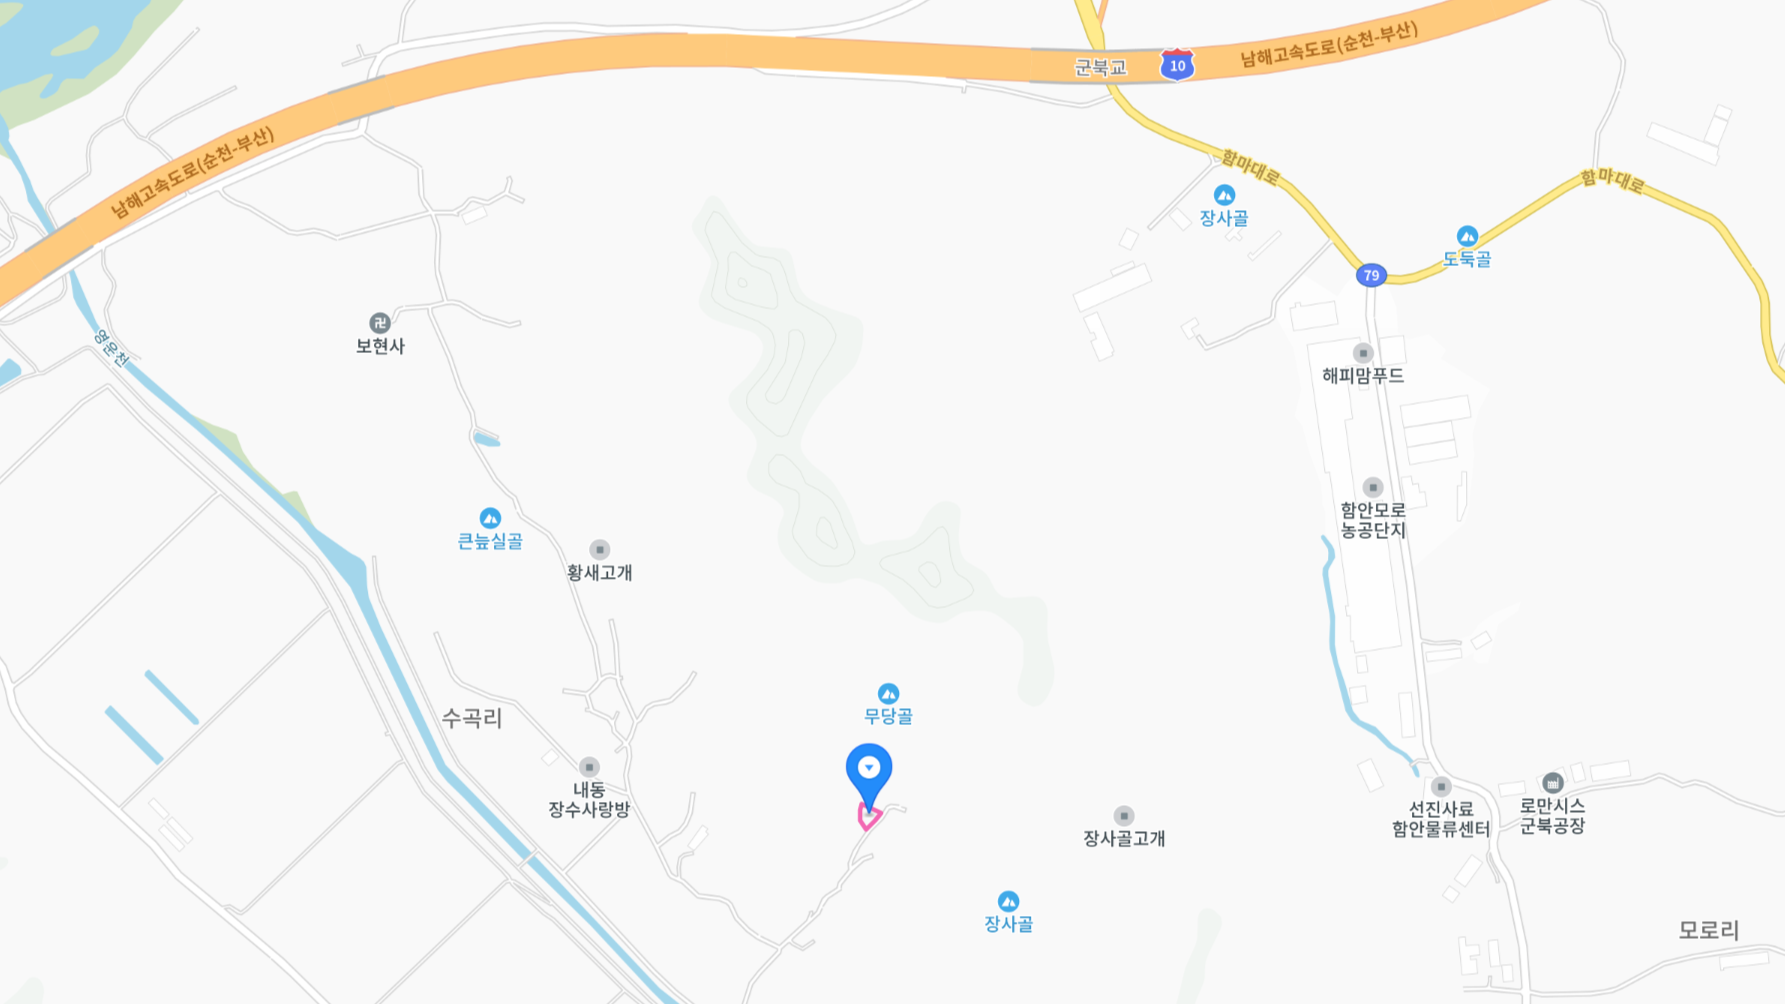 남해고속도로(순천-부산)
군북교
10
남해고속도로(순천-부산)
함마대로
함마대로
장사골
도둑골
79
영운천
보현사
해피맘푸드
함안모로
농공단지
큰늪실골
황새고개
무당골
수곡리
내동
장수사랑방
장사골고개
선진사료
함안물류센터
로만시스
군북공장
장사골
모로리